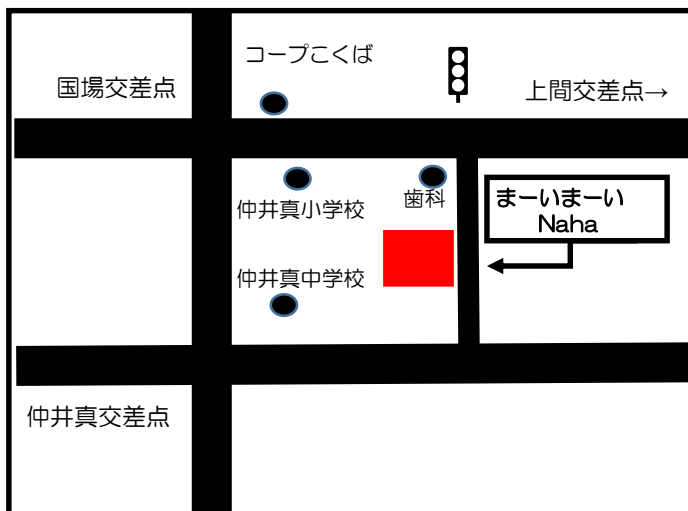 コープこくば
国場交差点
上間交差点→
仲井真小学校
歯科
まーいまーい
Naha
仲井真中学校
仲井真交差点